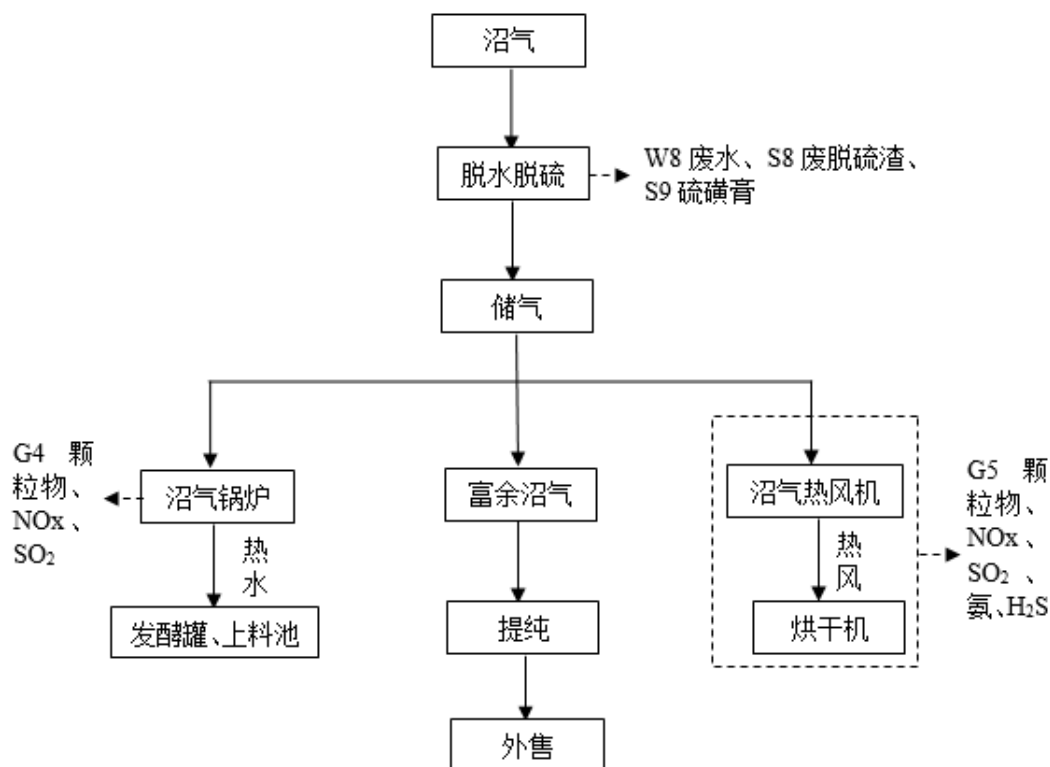 沼气
脱水脱硫
W8 废水、S8 废脱硫渣、
S9 硫磺膏
储气
G4 颗
粒物、
NOx、
SO₂
沼气锅炉
富余沼气
沼气热风机
G5 颗
粒物、
NOx、
SO₂、
氨、H₂S
热
水
热
风
发酵罐、上料池
提纯
烘干机
外售